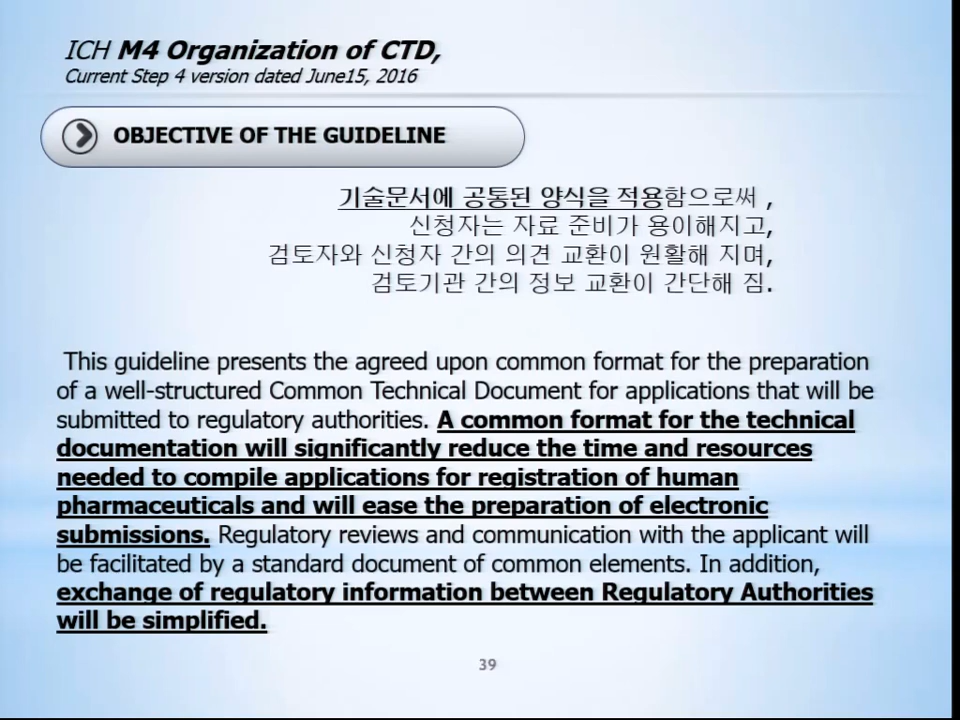 ICH M4 Organization of CTD,
Current Step 4 version dated June15, 2016
OBJECTIVE OF THE GUIDELINE
기술문서에 공통된 양식을 적용함으로써 ,
신청자는 자료 준비가 용이해지고,
검토자와 신청자 간의 의견 교환이 원활해 지며,
검토기관 간의 정보 교환이 간단해 짐.
This guideline presents the agreed upon common format for the preparation
of a well-structured Common Technical Document for applications that will be
submitted to regulatory authorities. A common format for the technical
documentation will significantly reduce the time and resources
needed to compile applications for registration of human
pharmaceuticals and will ease the preparation of electronic
submissions. Regulatory reviews and communication with the applicant will
be facilitated by a standard document of common elements. In addition,
exchange of regulatory information between Regulatory Authorities
will be simplified.
39